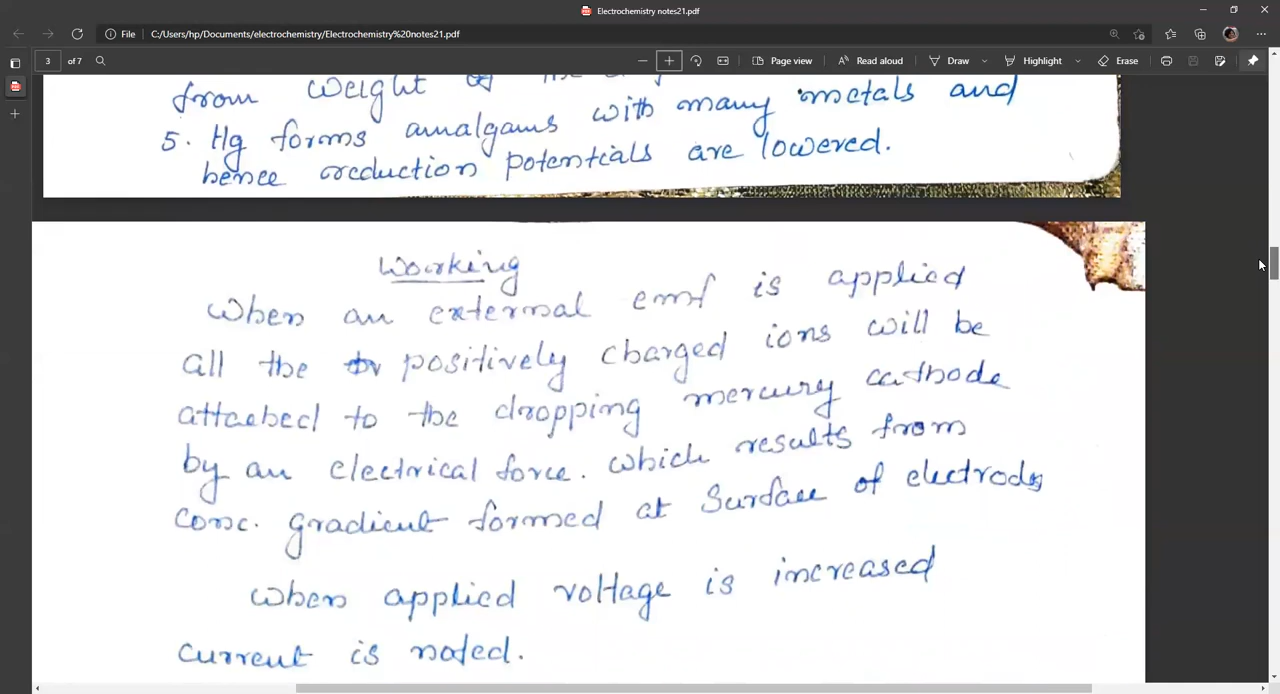 Electrochemistry notes21.pdf
File C:/Users/hp/Documents/electrochemistry/Electrochemistry%20notes21.pdf
3 of 7 Page view Read aloud Draw Highlight Erase
from weight of the
5. Hg forms amalgams with many metals and
hence reduction potentials are lowered.
Working
When an external emf is applied
all the positively charged ions will be
attached to the dropping mercury cathode
by an electrical force. which results from
conc. gradient formed at Surface of electrode
When applied voltage is increased
current is noted.